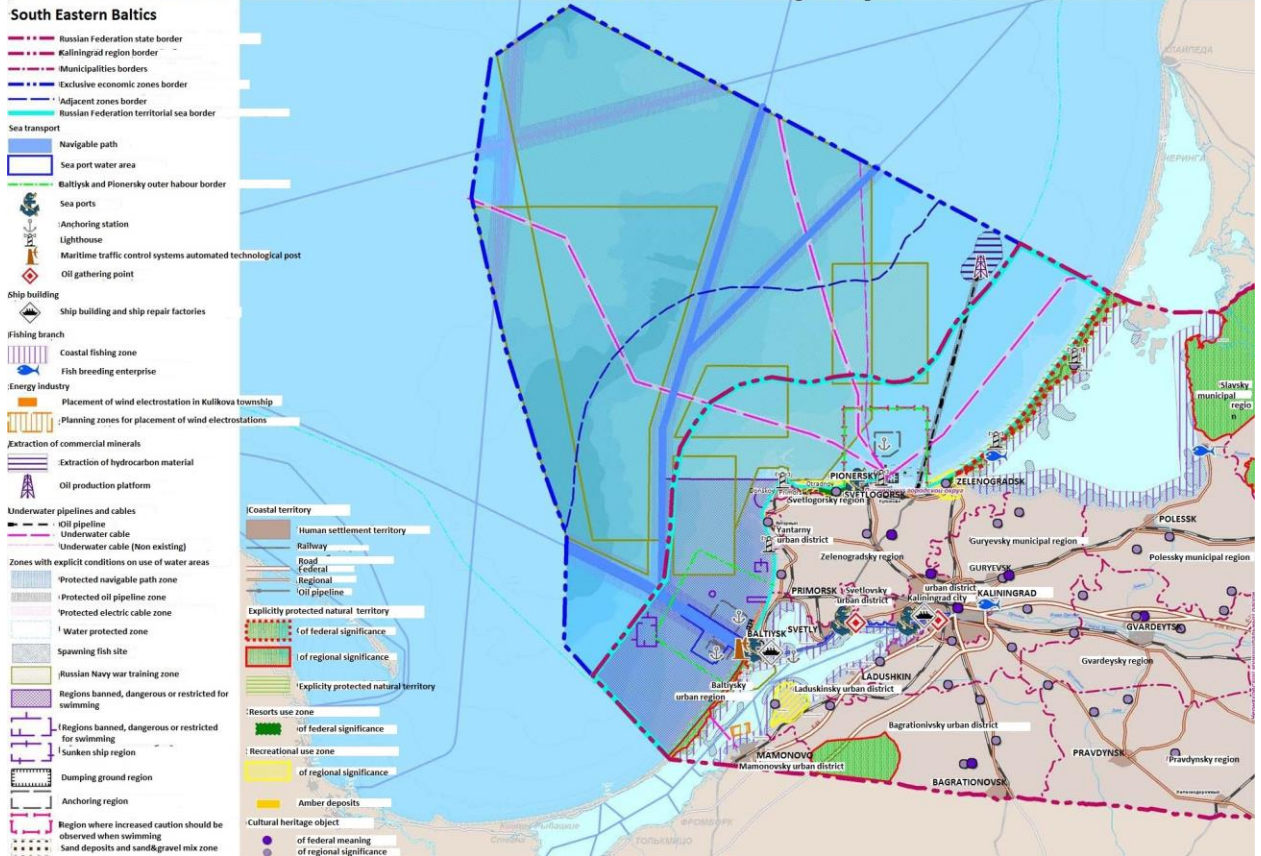 South Eastern Baltics
Russian Federation state border
Kaliningrad region border
Municipalities borders
Exclusive economic zones border
Adjacent zones border
Russian Federation territorial sea border
Sea transport
Navigable path
Sea port water area
Baltiysk and Pionersky outer habour border
Sea ports
Anchoring station
Lighthouse
Maritime traffic control systems automated technological post
Oil gathering point
Ship building
Ship building and ship repair factories
Fishing branch
Coastal fishing zone
Fish breeding enterprise
Energy industry
Placement of wind electrostation in Kulikova township
Planning zones for placement of wind electrostations
Extraction of commercial minerals
Extraction of hydrocarbon material
Oil production platform
Underwater pipelines and cables
Oil pipeline
Underwater cable
Underwater cable (Non existing)
Zones with explicit conditions on use of water areas
Protected navigable path zone
Protected oil pipeline zone
Protected electric cable zone
Water protected zone
Spawning fish site
Russian Navy war training zone
Regions banned, dangerous or restricted for
swimming
Regions banned, dangerous or restricted
for swimming
Sunken ship region
Dumping ground region
Anchoring region
Region where increased caution should be
observed when swimming
Sand deposits and sand&gravel mix zone
Coastal territory
Human settlement territory
Railway
Road
Federal
Regional
Oil pipeline
Explicitly protected natural territory
of federal significance
of regional significance
Explicity protected natural territory
Resorts use zone
of federal significance
Recreational use zone
of regional significance
Amber deposits
Cultural heritage object
of federal meaning
of regional significance
КЛАЙПЕДА
НЕРИНГА
Slavsky
municipal
regio
n
PIONERSKY
SVETLOGORSK
Svetlogorsky region
ZELENOGRADSK
Yantarny
urban district
Zelenogradsky region
Guryevsky municipal region
POLESSK
Polessky municipal region
GURYEVSK
PRIMORSK
Svetlovsky
urban district
urban district
Kaliningrad city
KALININGRAD
GVARDEYTSK
BALTIYSK
SVETLY
Gvardeysky region
LADUSHKIN
Baltiysky
urban region
Laduskinsky urban district
Bagrationivsky urban district
MAMONOVO
Mamonovsky urban district
PRAVDYNSK
Pravdynsky region
BAGRATIONOVSK
ФРОМБОРК
ТОЛЬКМИЦО